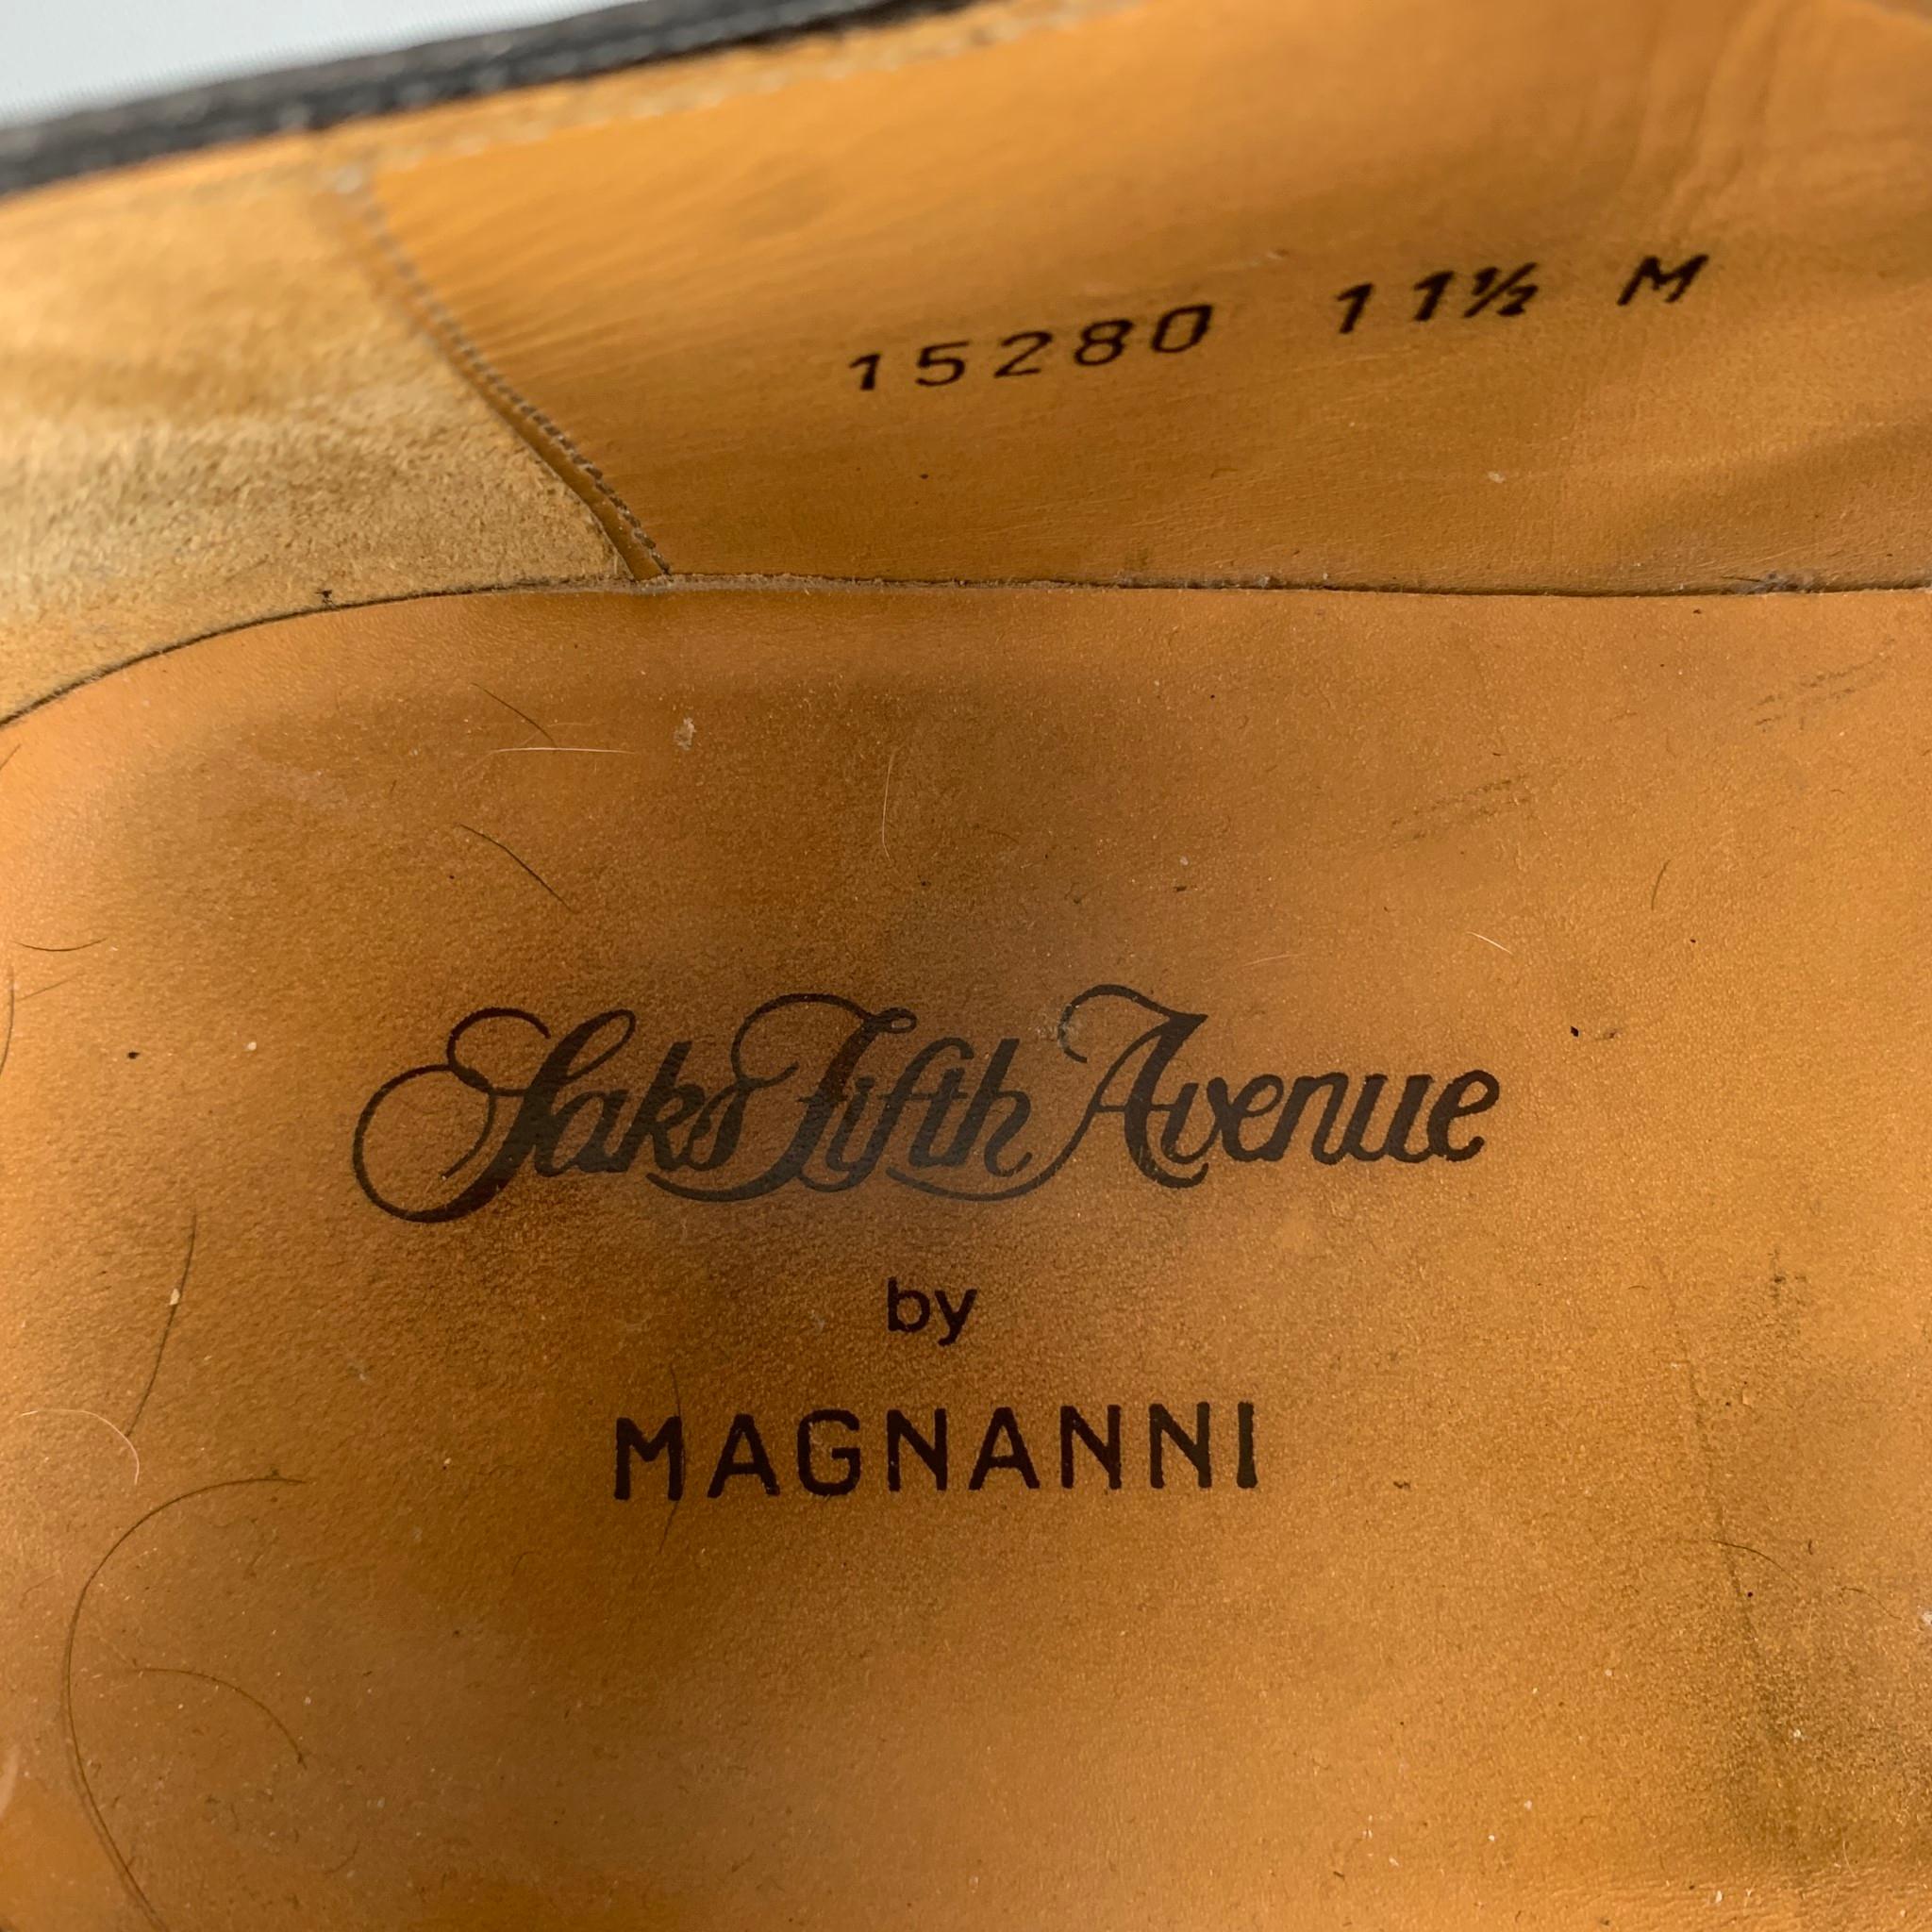 15280 11½ M
Saks Fifth Avenue
by
MAGNANNI